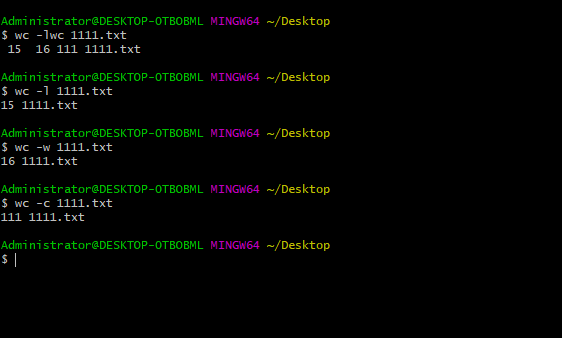 Administrator@DESKTOP-OTBOBML MINGW64 ~/Desktop
$ wc -lwc 1111.txt
 15  16 111 1111.txt
Administrator@DESKTOP-OTBOBML MINGW64 ~/Desktop
$ wc -l 1111.txt
15 1111.txt
Administrator@DESKTOP-OTBOBML MINGW64 ~/Desktop
$ wc -w 1111.txt
16 1111.txt
Administrator@DESKTOP-OTBOBML MINGW64 ~/Desktop
$ wc -c 1111.txt
111 1111.txt
Administrator@DESKTOP-OTBOBML MINGW64 ~/Desktop
$